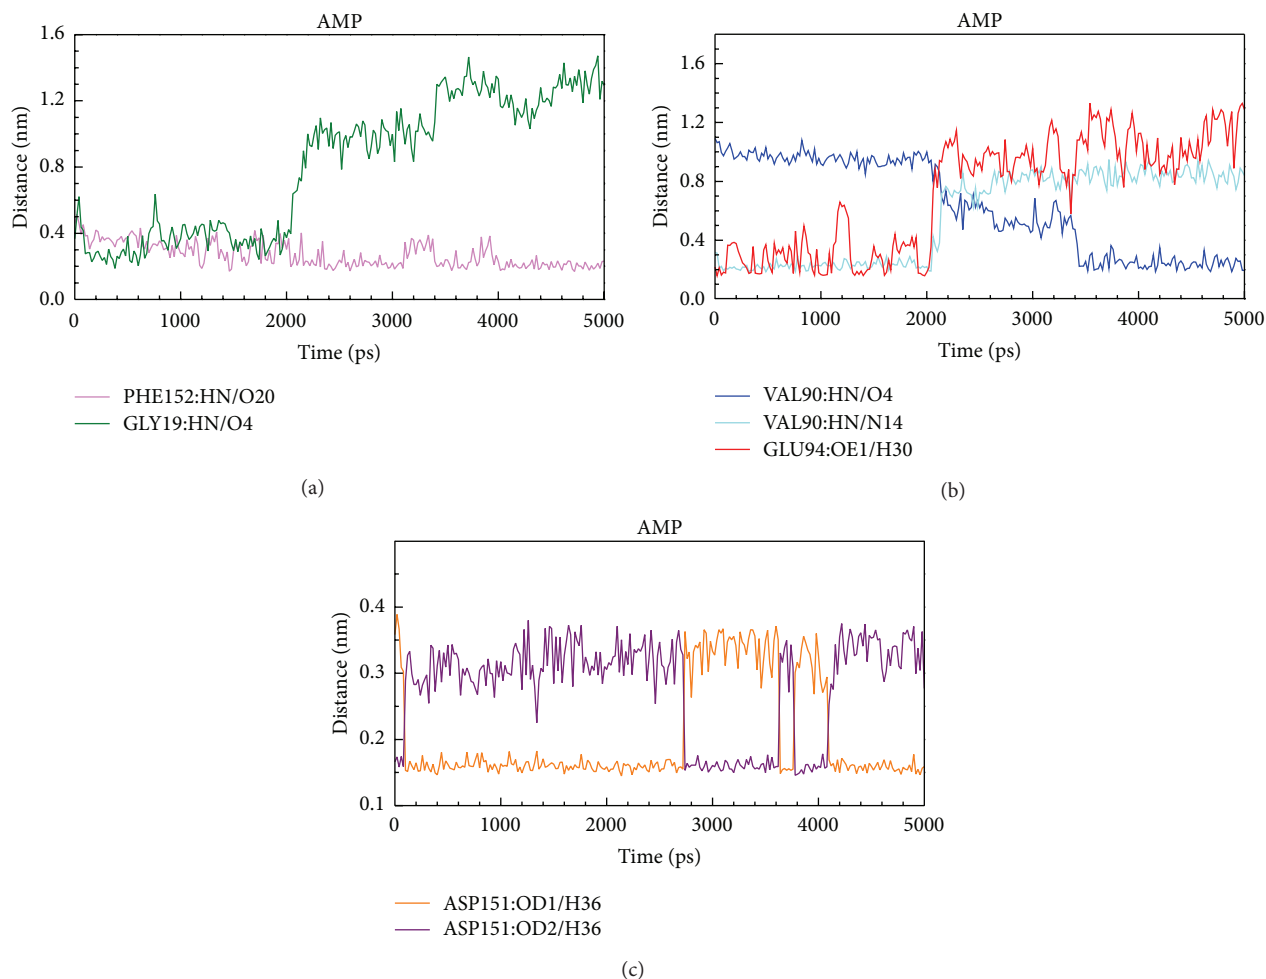 AMP
1.6
1.2
0.8
0.4
0.0
Distance (nm)
0 1000 2000 3000 4000 5000
Time (ps)
PHE152:HN/O20
GLY19:HN/O4
(a)
AMP
1.6
1.2
0.8
0.4
0.0
Distance (nm)
0 1000 2000 3000 4000 5000
Time (ps)
VAL90:HN/O4
VAL90:HN/N14
GLU94:OE1/H30
(b)
AMP
0.4
0.3
0.2
0.1
Distance (nm)
0 1000 2000 3000 4000 5000
Time (ps)
ASP151:OD1/H36
ASP151:OD2/H36
(c)